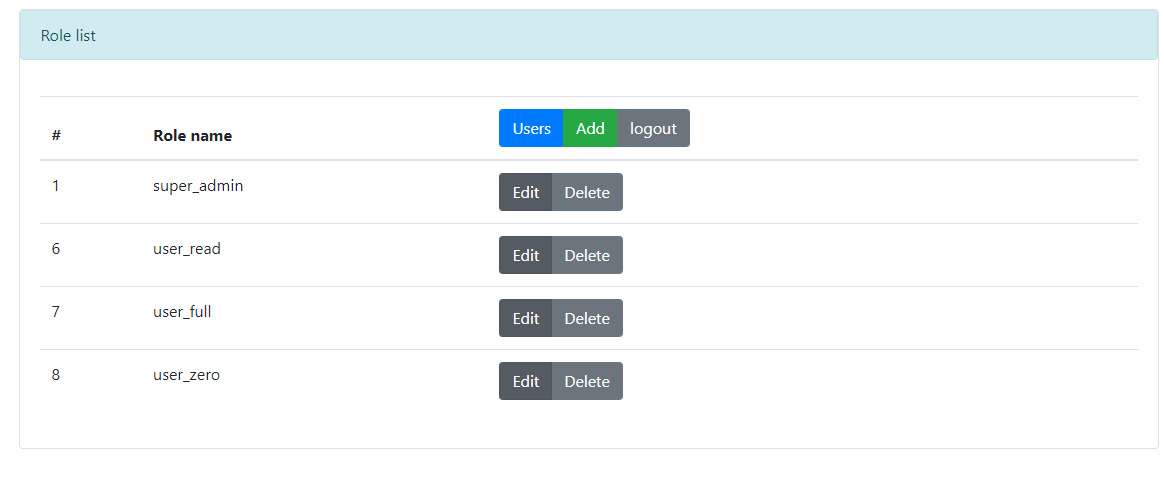 Role list
# Role name Users Add logout
1 super_admin Edit Delete
6 user_read Edit Delete
7 user_full Edit Delete
8 user_zero Edit Delete